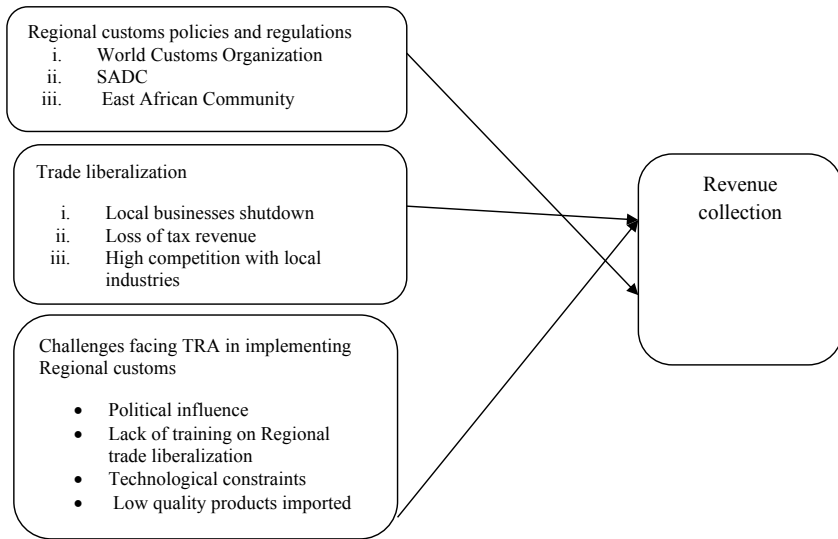 Regional customs policies and regulations
i. World Customs Organization
ii. SADC
iii. East African Community
Trade liberalization
i. Local businesses shutdown
ii. Loss of tax revenue
iii. High competition with local
industries
Challenges facing TRA in implementing
Regional customs
• Political influence
• Lack of training on Regional
trade liberalization
• Technological constraints
• Low quality products imported
Revenue
collection